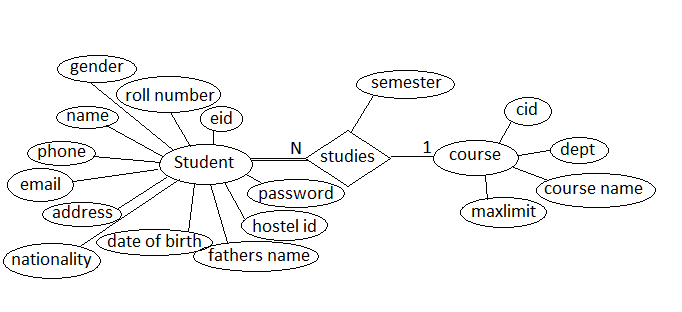 gender
semester
roll number
name
eid
cid
phone
N
1
Student
studies
course
dept
email
password
course name
address
maxlimit
hostel id
date of birth
nationality
fathers name